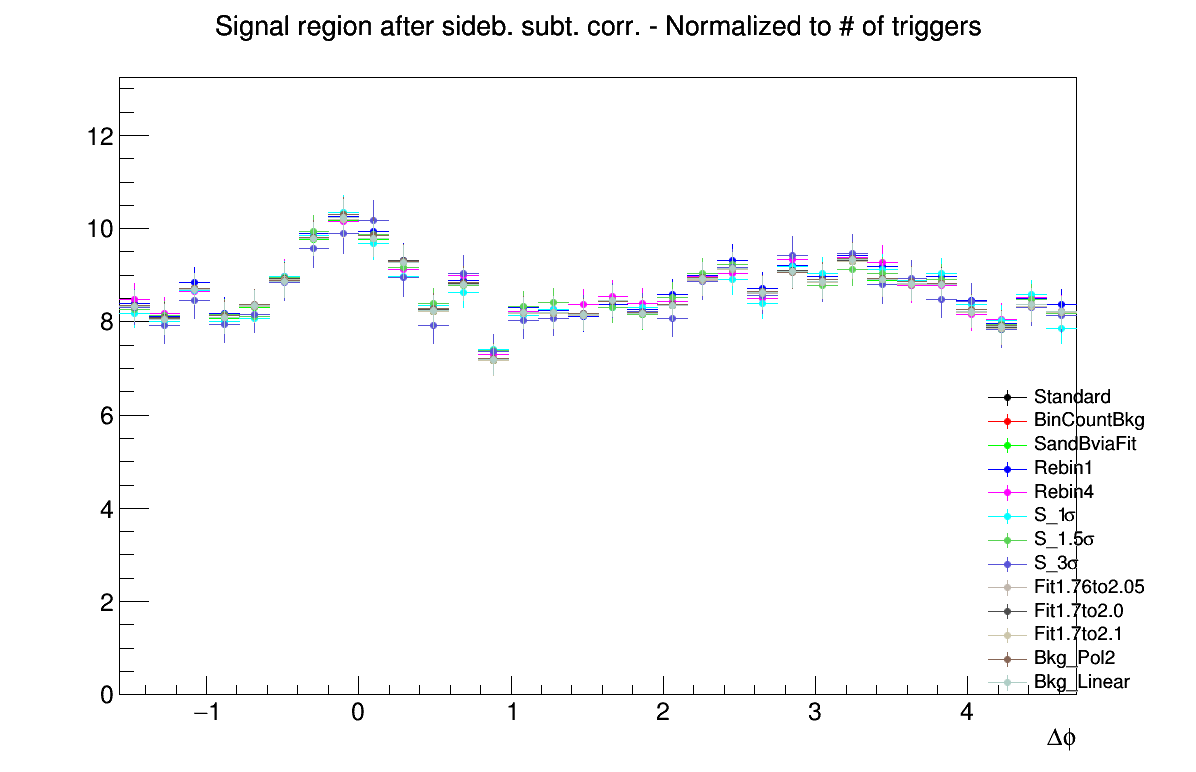 Signal region after sideb. subt. corr. - Normalized to # of triggers
12
10
8
6
4
2
0
−1
0
1
2
3
4
Δϕ
Standard
BinCountBkg
SandBviaFit
Rebin1
Rebin4
S_1σ
S_1.5σ
S_3σ
Fit1.76to2.05
Fit1.7to2.0
Fit1.7to2.1
Bkg_Pol2
Bkg_Linear